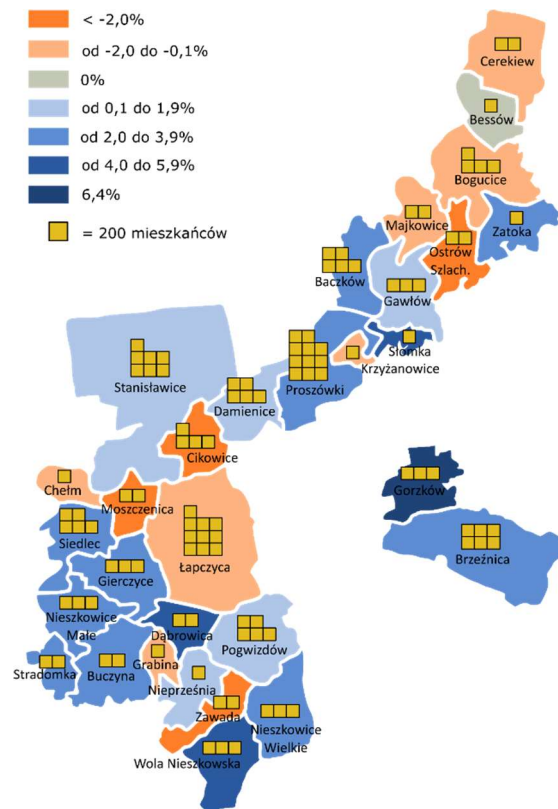 < -2,0%
od -2,0 do -0,1%
0%
od 0,1 do 1,9%
od 2,0 do 3,9%
od 4,0 do 5,9%
6,4%
= 200 mieszkańców
Cerekiew
Bessów
Bogucice
Majkowice
Ostrów
Szlach.
Zatoka
Baczków
Gawłów
Słomka
Krzyżanowice
Proszówki
Stanisławice
Damienice
Cikowice
Chełm
Moszczenica
Gorzków
Siedlec
Łapczyca
Brzeźnica
Gierczyce
Nieszkowice
Małe
Dąbrowica
Pogwizdów
Stradomka
Buczyna
Grabina
Nieprześnia
Zawada
Nieszkowice
Wielkie
Wola Nieszkowska